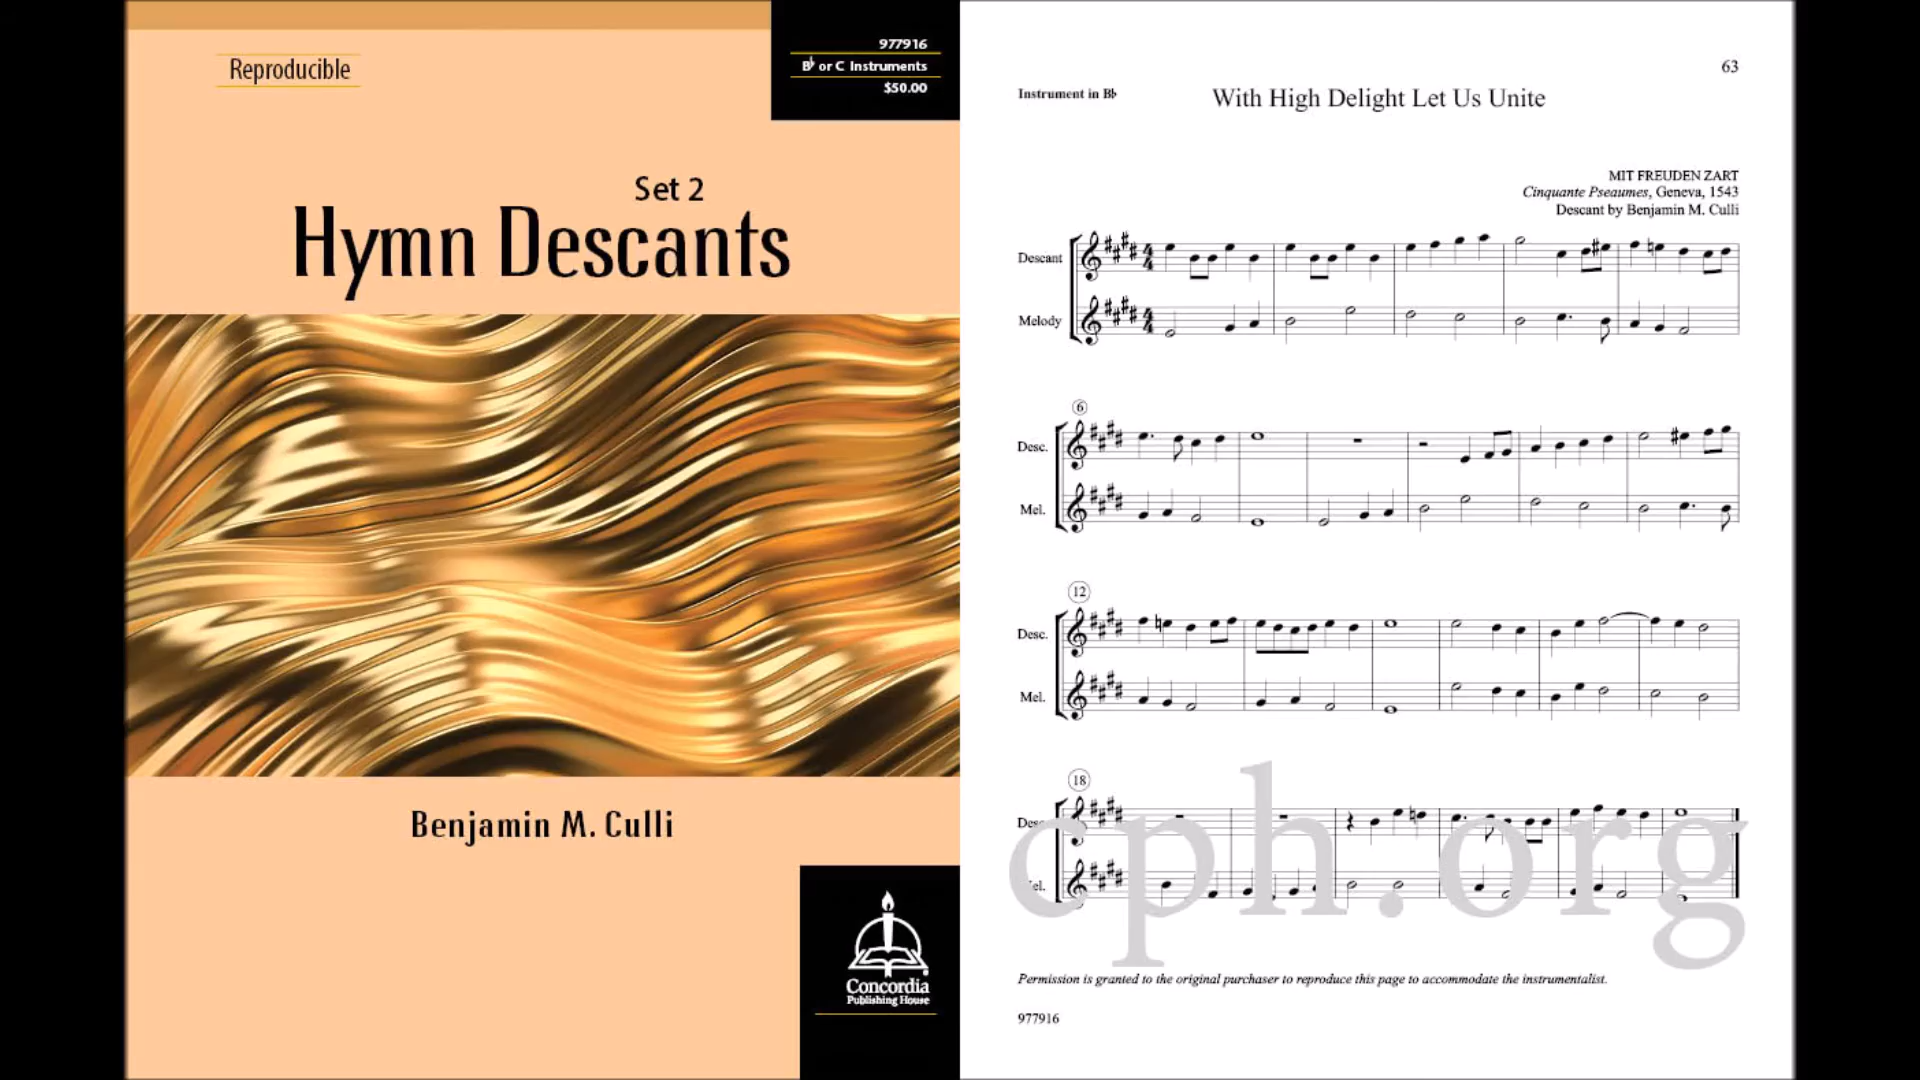 Reproducible
977916
B♭ or C Instruments
$50.00
Set 2
Hymn Descants
Benjamin M. Culli
Concordia
Publishing House
63
Instrument in B♭
With High Delight Let Us Unite
MIT FREUDEN ZART
Cinquante Pseaumes, Geneva, 1543
Descant by Benjamin M. Culli
Descant
Melody
6
Desc.
Mel.
12
Desc.
Mel.
18
Desc.
Mel.
cph.org
Permission is granted to the original purchaser to reproduce this page to accommodate the instrumentalist.
977916